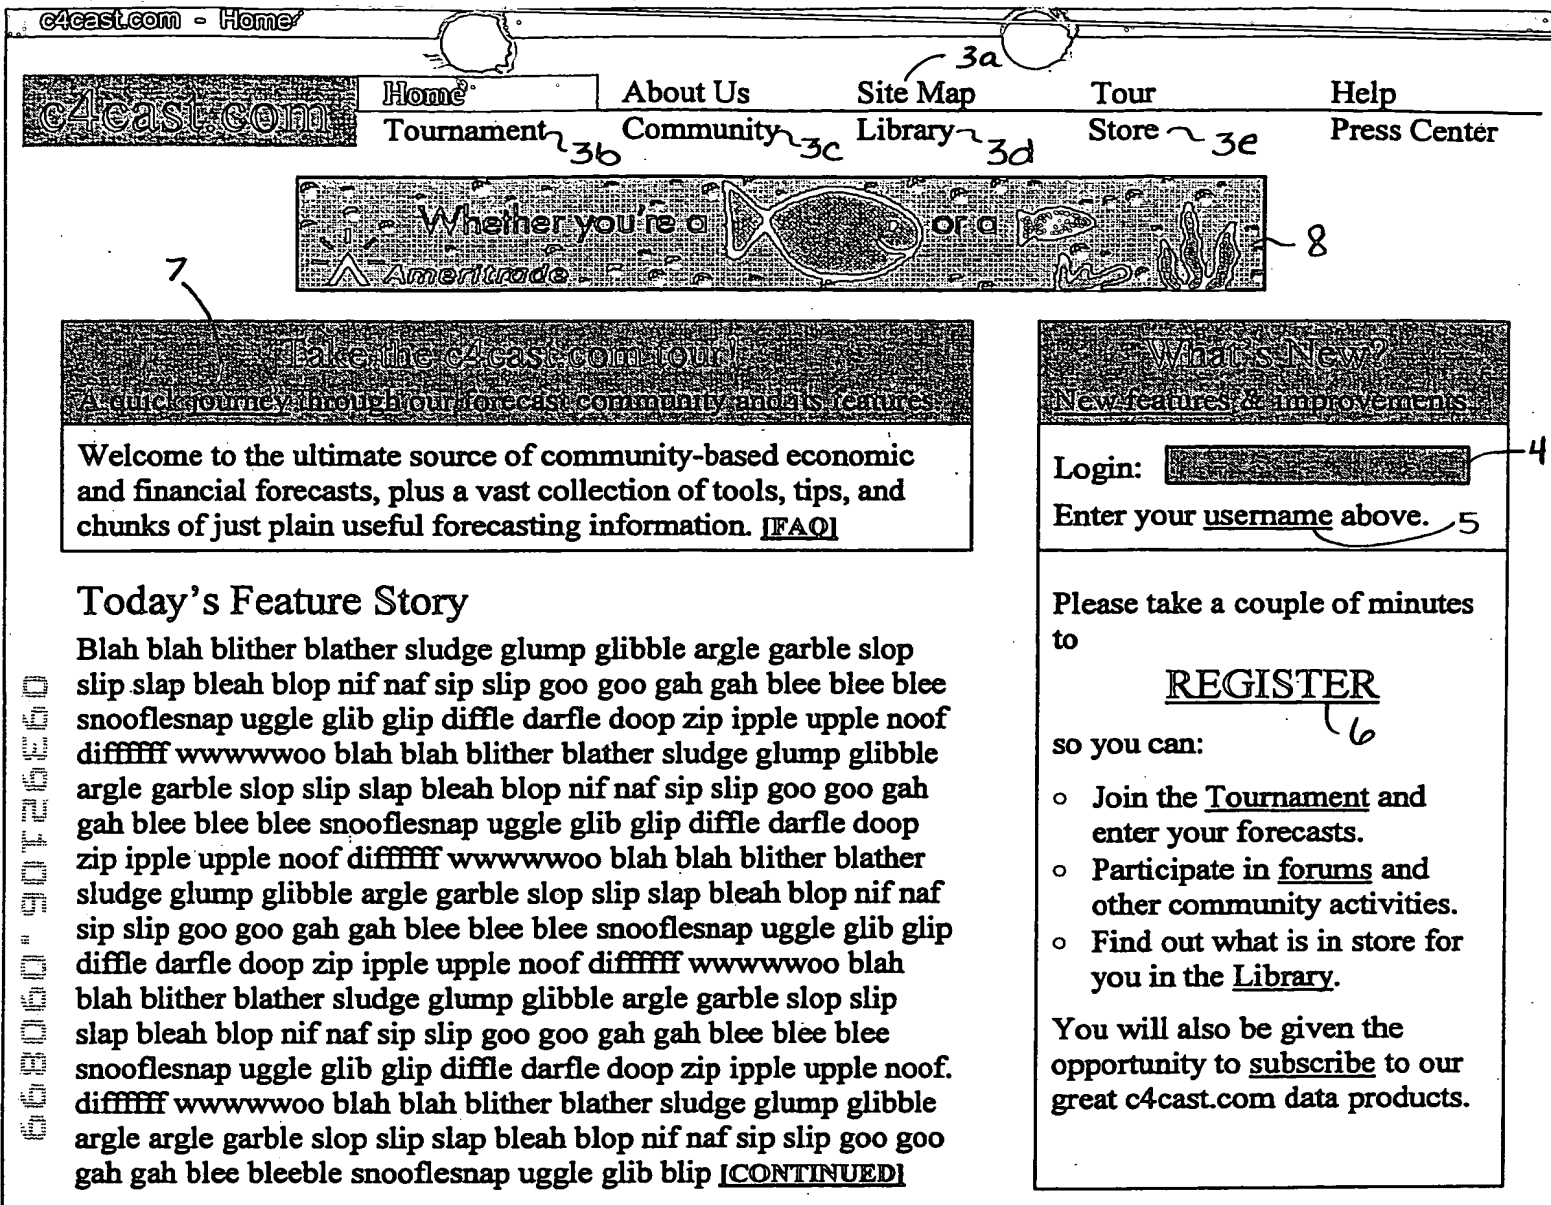 c4cast.com - Home
3a
c4cast.com
Home About Us Site Map Tour Help
Tournament Community Library Store Press Center
3b 3c 3d 3e
Whether you're a or a
Ameritrade
8
7
Take the c4cast.com tour!
A quick journey through our forecast community and its features
Welcome to the ultimate source of community-based economic
and financial forecasts, plus a vast collection of tools, tips, and
chunks of just plain useful forecasting information. [FAQ]
Today's Feature Story
Blah blah blither blather sludge glump glibble argle garble slop
slip slap bleah blop nif naf sip slip goo goo gah gah blee blee blee
snooflesnap uggle glib glip diffle darfle doop zip ipple upple noof
diffffff wwwwwoo blah blah blither blather sludge glump glibble
argle garble slop slip slap bleah blop nif naf sip slip goo goo gah
gah blee blee blee snooflesnap uggle glib glip diffle darfle doop
zip ipple upple noof diffffff wwwwwoo blah blah blither blather
sludge glump glibble argle garble slop slip slap bleah blop nif naf
sip slip goo goo gah gah blee blee blee snooflesnap uggle glib glip
diffle darfle doop zip ipple upple noof diffffff wwwwwoo blah
blah blither blather sludge glump glibble argle garble slop slip
slap bleah blop nif naf sip slip goo goo gah gah blee blee blee
snooflesnap uggle glib glip diffle darfle doop zip ipple upple noof.
diffffff wwwwwoo blah blah blither blather sludge glump glibble
argle argle garble slop slip slap bleah blop nif naf sip slip goo goo
gah gah blee bleeble snooflesnap uggle glib blip [CONTINUED]
What's New?
New features & improvements
Login:
4
Enter your username above.
5
Please take a couple of minutes
to
REGISTER
6
so you can:
o Join the Tournament and
enter your forecasts.
o Participate in forums and
other community activities.
o Find out what is in store for
you in the Library.
You will also be given the
opportunity to subscribe to our
great c4cast.com data products.